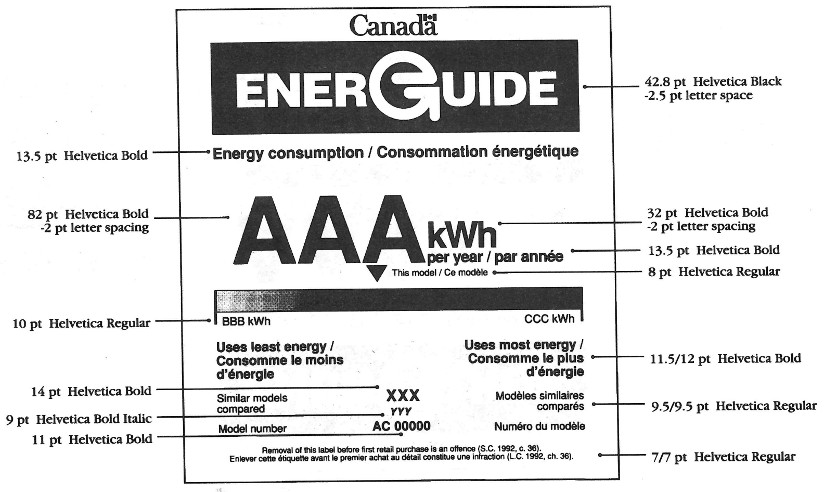 Canada
ENERGUIDE
42.8 pt Helvetica Black
-2.5 pt letter space
13.5 pt Helvetica Bold
Energy consumption / Consommation énergétique
82 pt Helvetica Bold
-2 pt letter spacing
AAA kWh
32 pt Helvetica Bold
-2 pt letter spacing
per year / par année
13.5 pt Helvetica Bold
This model / Ce modèle
8 pt Helvetica Regular
10 pt Helvetica Regular
BBB kWh
CCC kWh
Uses least energy /
Consomme le moins
d'énergie
Uses most energy /
Consomme le plus
d'énergie
11.5/12 pt Helvetica Bold
14 pt Helvetica Bold
Similar models
compared
XXX
YYY
Modèles similaires
comparés
9.5/9.5 pt Helvetica Regular
9 pt Helvetica Bold Italic
11 pt Helvetica Bold
Model number
AC 00000
Numéro du modèle
Removal of this label before first retail purchase is an offence (S.C. 1992, c. 36).
Enlever cette étiquette avant le premier achat au détail constitue une infraction (L.C. 1992, ch. 36).
7/7 pt Helvetica Regular